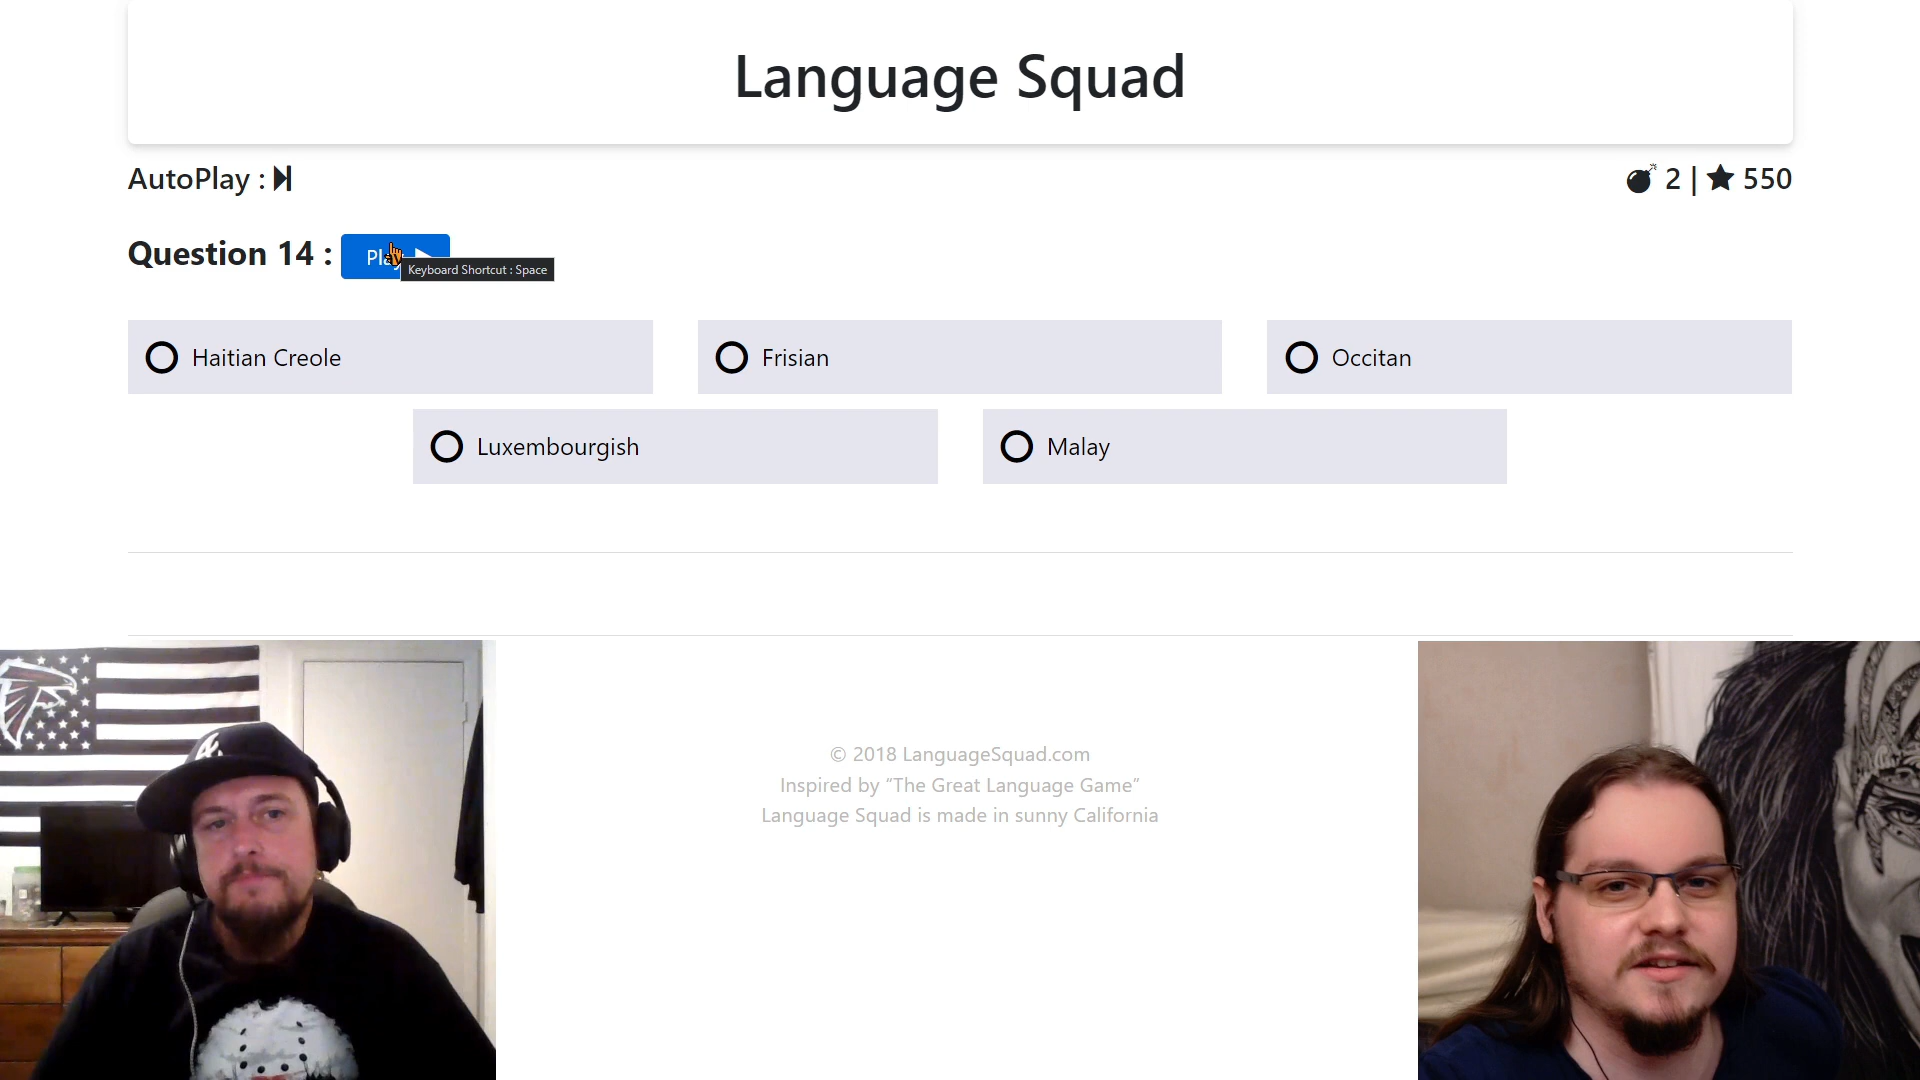 Language Squad
AutoPlay :
2 | 550
Question 14 :
Keyboard Shortcut : Space
Haitian Creole
Frisian
Occitan
Luxembourgish
Malay
© 2018 LanguageSquad.com
Inspired by “The Great Language Game”
Language Squad is made in sunny California